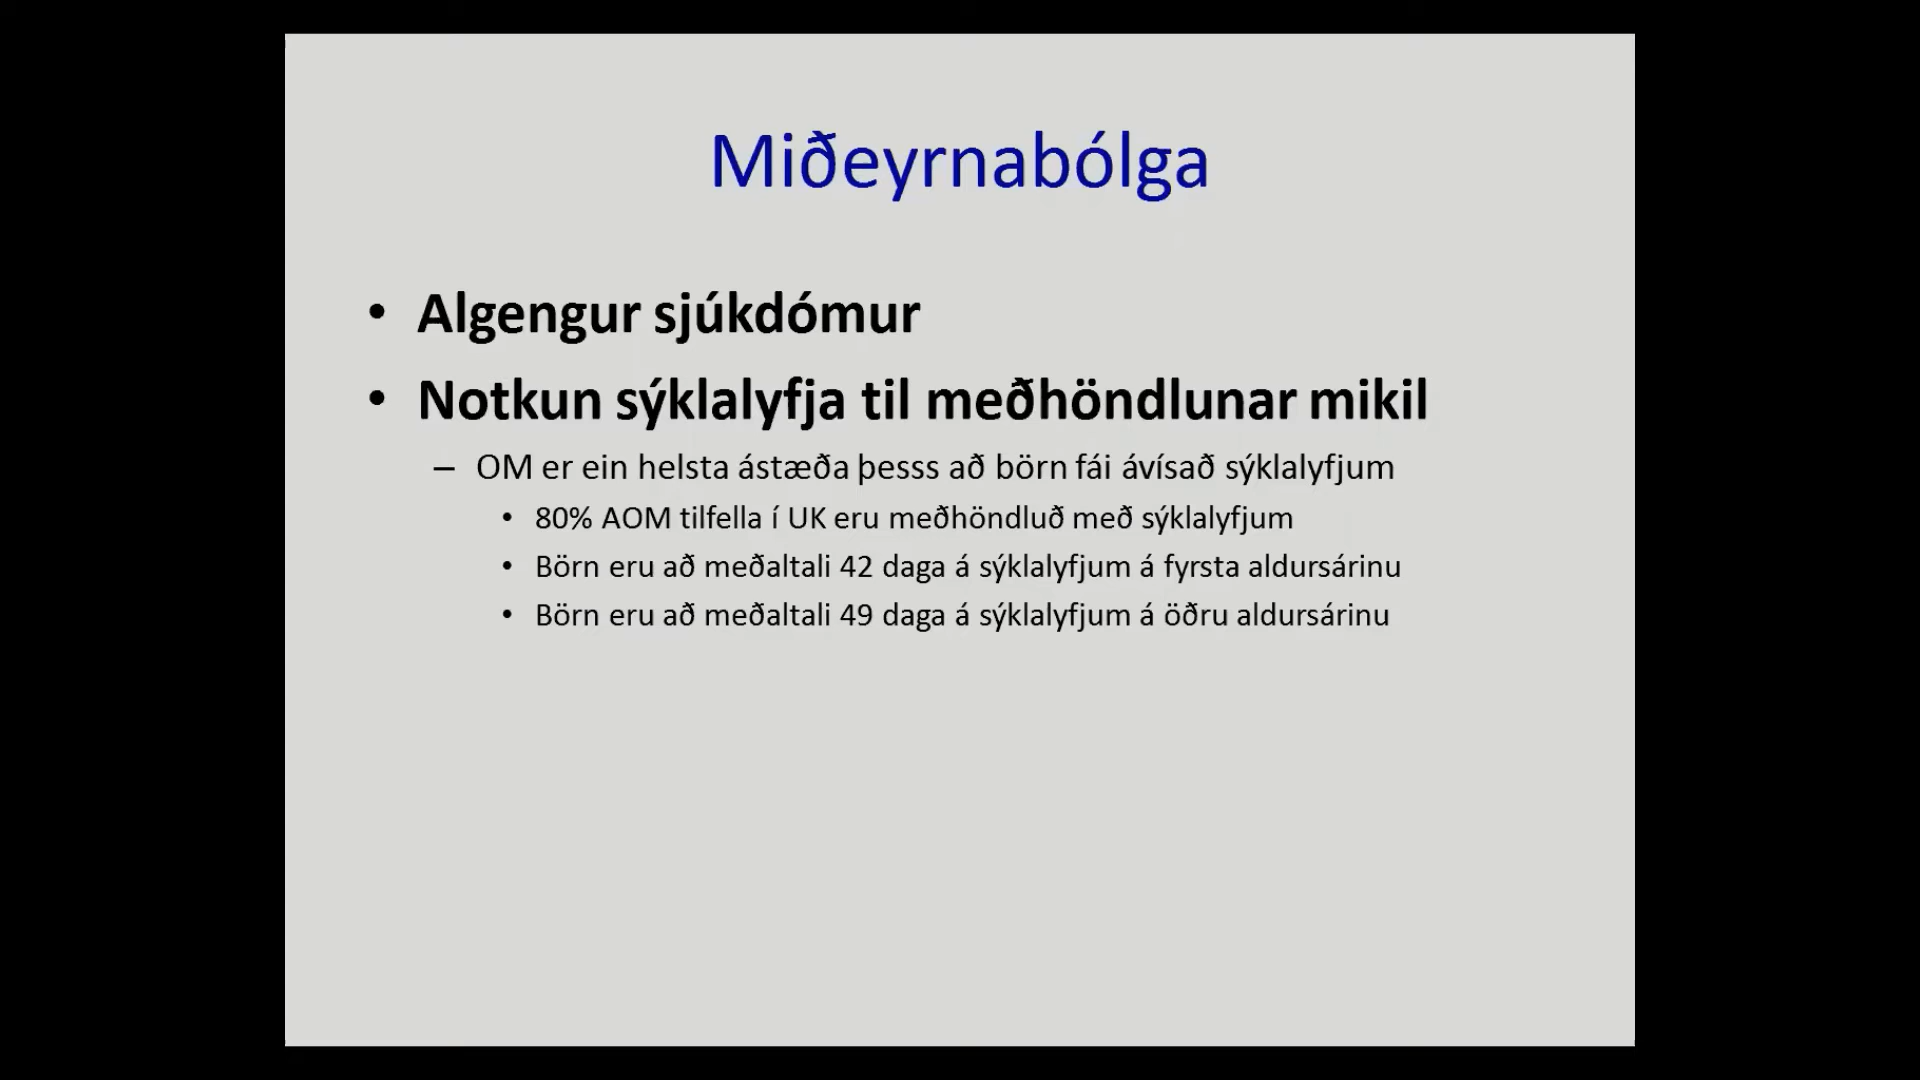 Miðeyrnabólga
• Algengur sjúkdómur
• Notkun sýklalyfja til meðhöndlunar mikil
– OM er ein helsta ástæða þesss að börn fái ávísað sýklalyfjum
• 80% AOM tilfella í UK eru meðhöndluð með sýklalyfjum
• Börn eru að meðaltali 42 daga á sýklalyfjum á fyrsta aldursárinu
• Börn eru að meðaltali 49 daga á sýklalyfjum á öðru aldursárinu